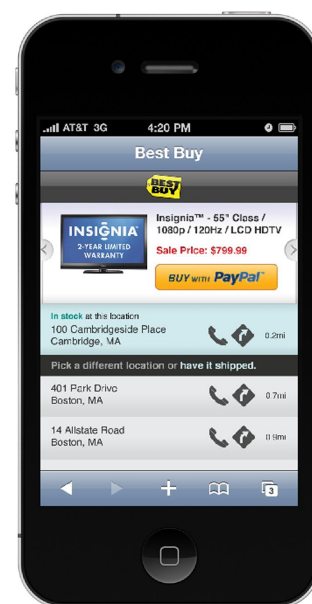 AT&T 3G 4:20 PM
Best Buy
BEST
BUY
Insignia™ - 55" Class /
1080p / 120Hz / LCD HDTV
INSIGNIA
2-YEAR LIMITED
WARRANTY
Sale Price: $799.99
BUY WITH PayPal™
In stock at this location
100 Cambridgeside Place
Cambridge, MA
0.2mi
Pick a different location or have it shipped.
401 Park Drive
Boston, MA
0.7mi
14 Allstate Road
Boston, MA
0.9mi
3